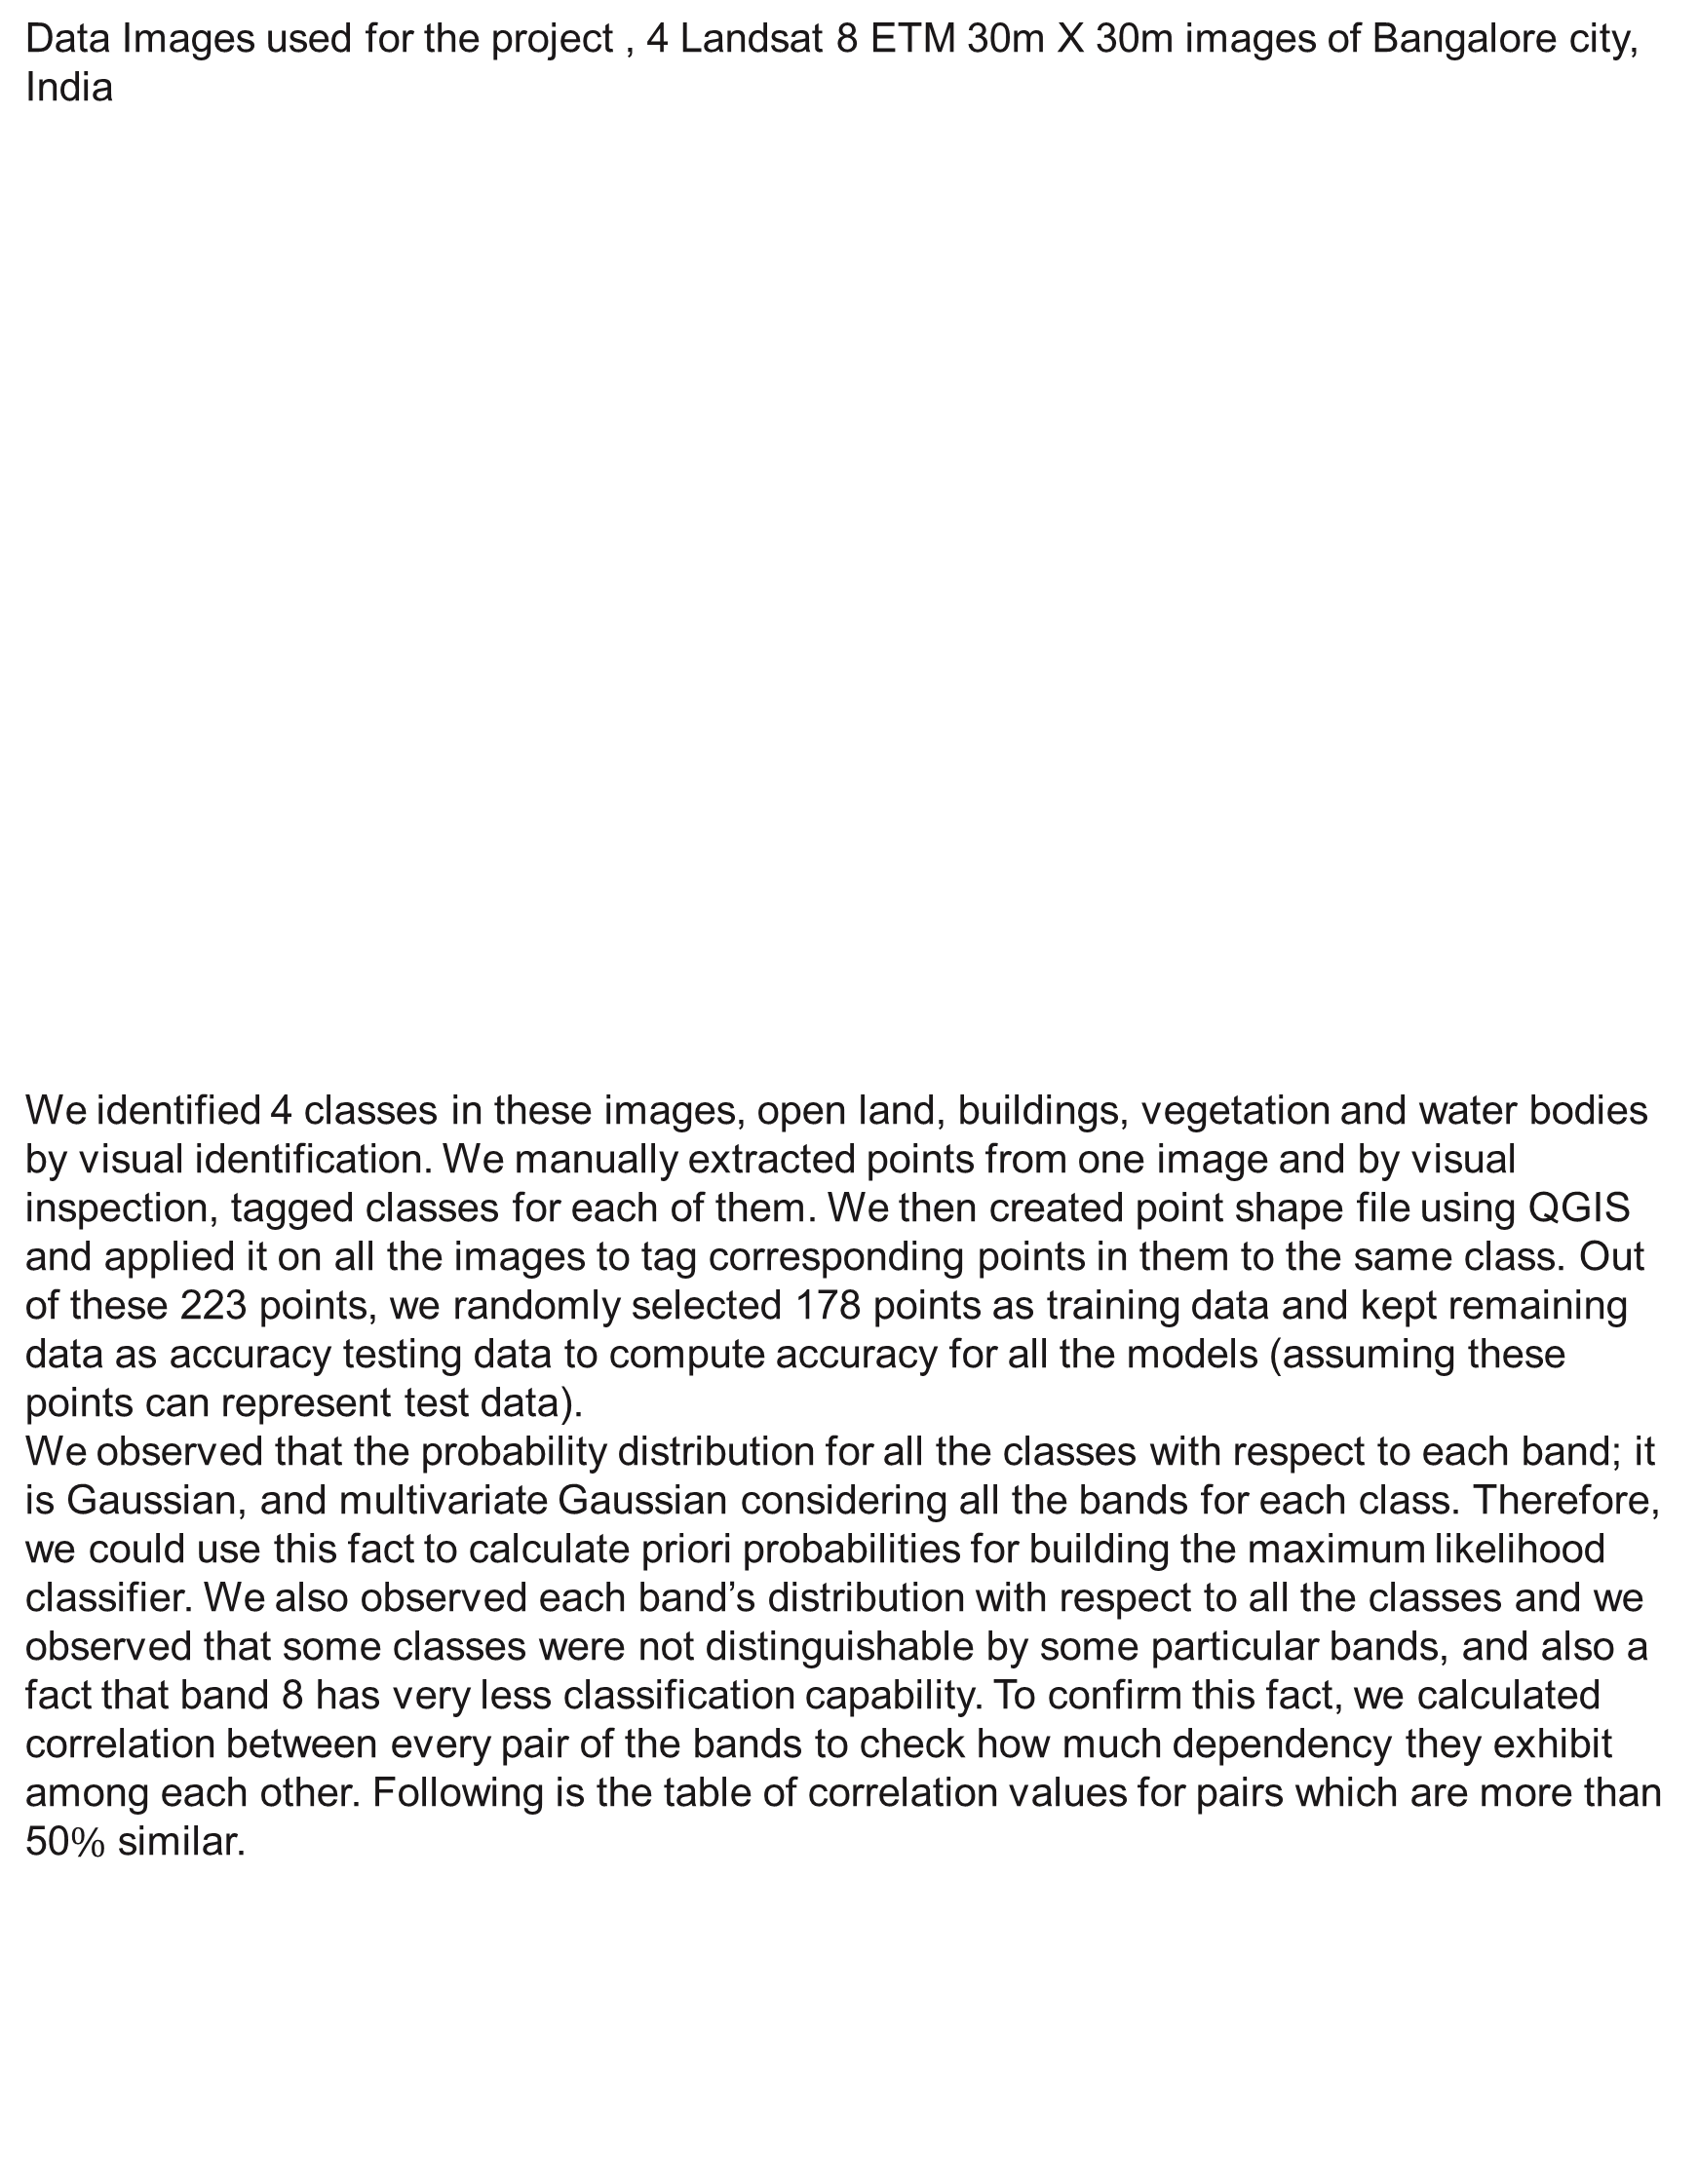 Data Images used for the project , 4 Landsat 8 ETM 30m X 30m images of Bangalore city,
India
We identified 4 classes in these images, open land, buildings, vegetation and water bodies
by visual identification. We manually extracted points from one image and by visual
inspection, tagged classes for each of them. We then created point shape file using QGIS
and applied it on all the images to tag corresponding points in them to the same class. Out
of these 223 points, we randomly selected 178 points as training data and kept remaining
data as accuracy testing data to compute accuracy for all the models (assuming these
points can represent test data).
We observed that the probability distribution for all the classes with respect to each band; it
is Gaussian, and multivariate Gaussian considering all the bands for each class. Therefore,
we could use this fact to calculate priori probabilities for building the maximum likelihood
classifier. We also observed each band’s distribution with respect to all the classes and we
observed that some classes were not distinguishable by some particular bands, and also a
fact that band 8 has very less classification capability. To confirm this fact, we calculated
correlation between every pair of the bands to check how much dependency they exhibit
among each other. Following is the table of correlation values for pairs which are more than
50% similar.